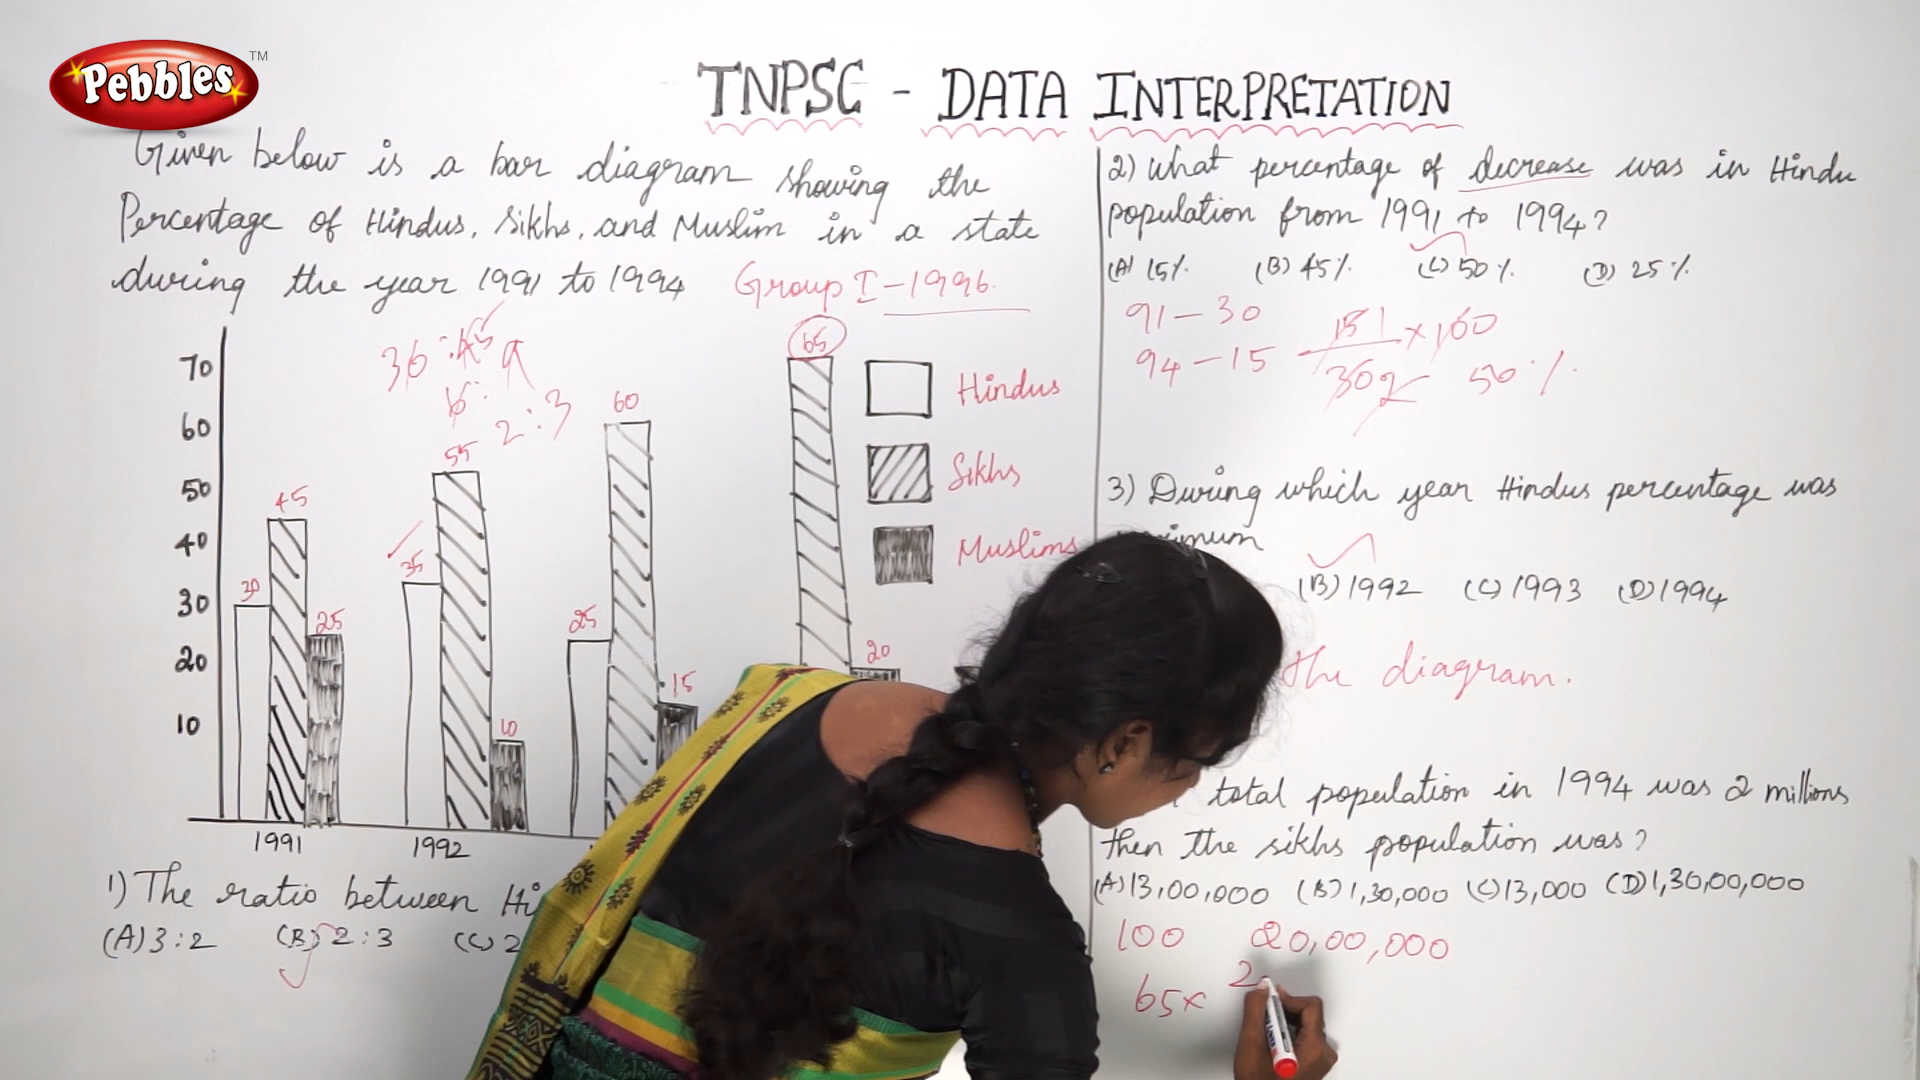 Pebbles TM
TNPSC - DATA INTERPRETATION
Given below is a bar diagram showing the
Percentage of Hindus, Sikhs, and Muslim in a state
during the year 1991 to 1994 Group I - 1996.
70
60
50
40
30
20
10
30
45
25
35
55
10
25
60
15
65
20
2:3
Hindus
Sikhs
Muslims
1991
1992
1) The ratio between
(A) 3:2 (B) 2:3 (C) 2
2) What percentage of decrease was in Hindu
population from 1991 to 1994?
(A) 15% (B) 45% (C) 50% (D) 25%
91 - 30
94 - 15
50%
3) During which year Hindus percentage was
(B) 1992 (C) 1993 (D) 1994
the diagram.
total population in 1994 was 2 millions
then the sikhs population was?
(A) 13,00,000 (B) 1,30,000 (C) 13,000 (D) 1,30,00,000
100 20,00,000
65 x 2